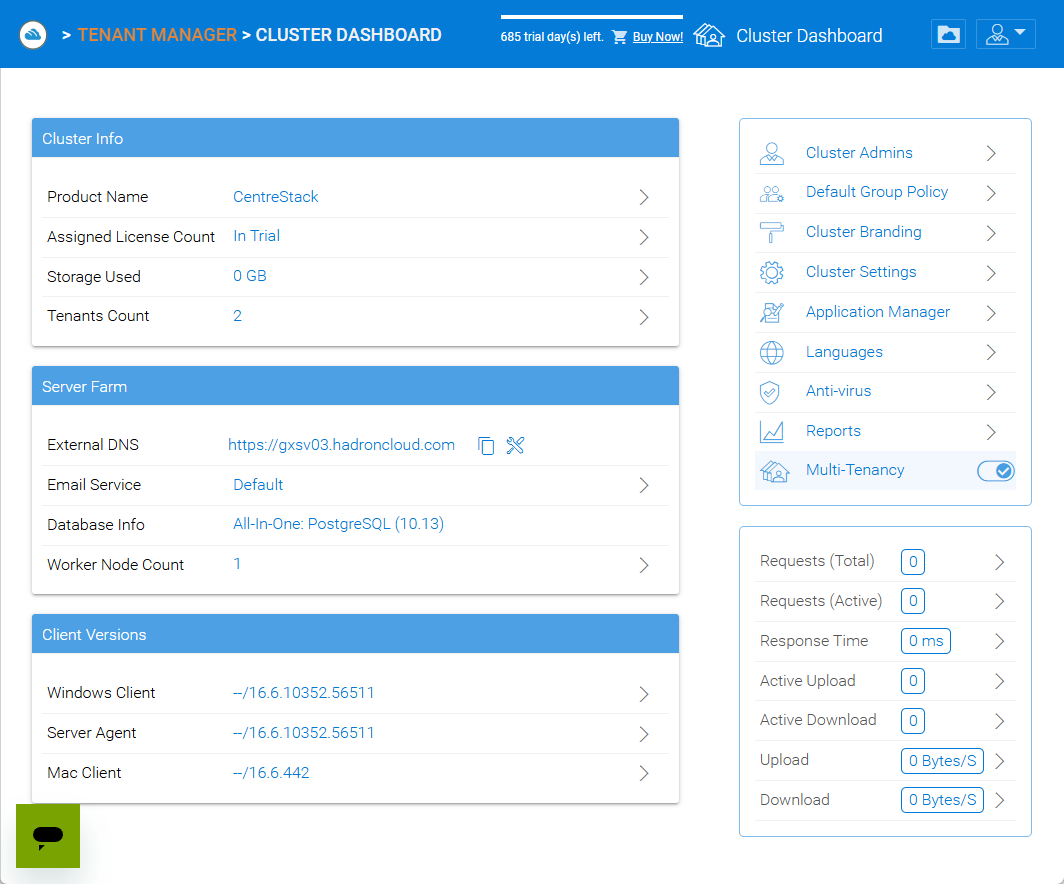 > TENANT MANAGER > CLUSTER DASHBOARD
685 trial day(s) left. Buy Now!
Cluster Dashboard
Cluster Info
Product Name CentreStack
Assigned License Count In Trial
Storage Used 0 GB
Tenants Count 2
Server Farm
External DNS https://gxsv03.hadroncloud.com
Email Service Default
Database Info All-In-One: PostgreSQL (10.13)
Worker Node Count 1
Client Versions
Windows Client --/16.6.10352.56511
Server Agent --/16.6.10352.56511
Mac Client --/16.6.442
Cluster Admins
Default Group Policy
Cluster Branding
Cluster Settings
Application Manager
Languages
Anti-virus
Reports
Multi-Tenancy
Requests (Total) 0
Requests (Active) 0
Response Time 0 ms
Active Upload 0
Active Download 0
Upload 0 Bytes/S
Download 0 Bytes/S